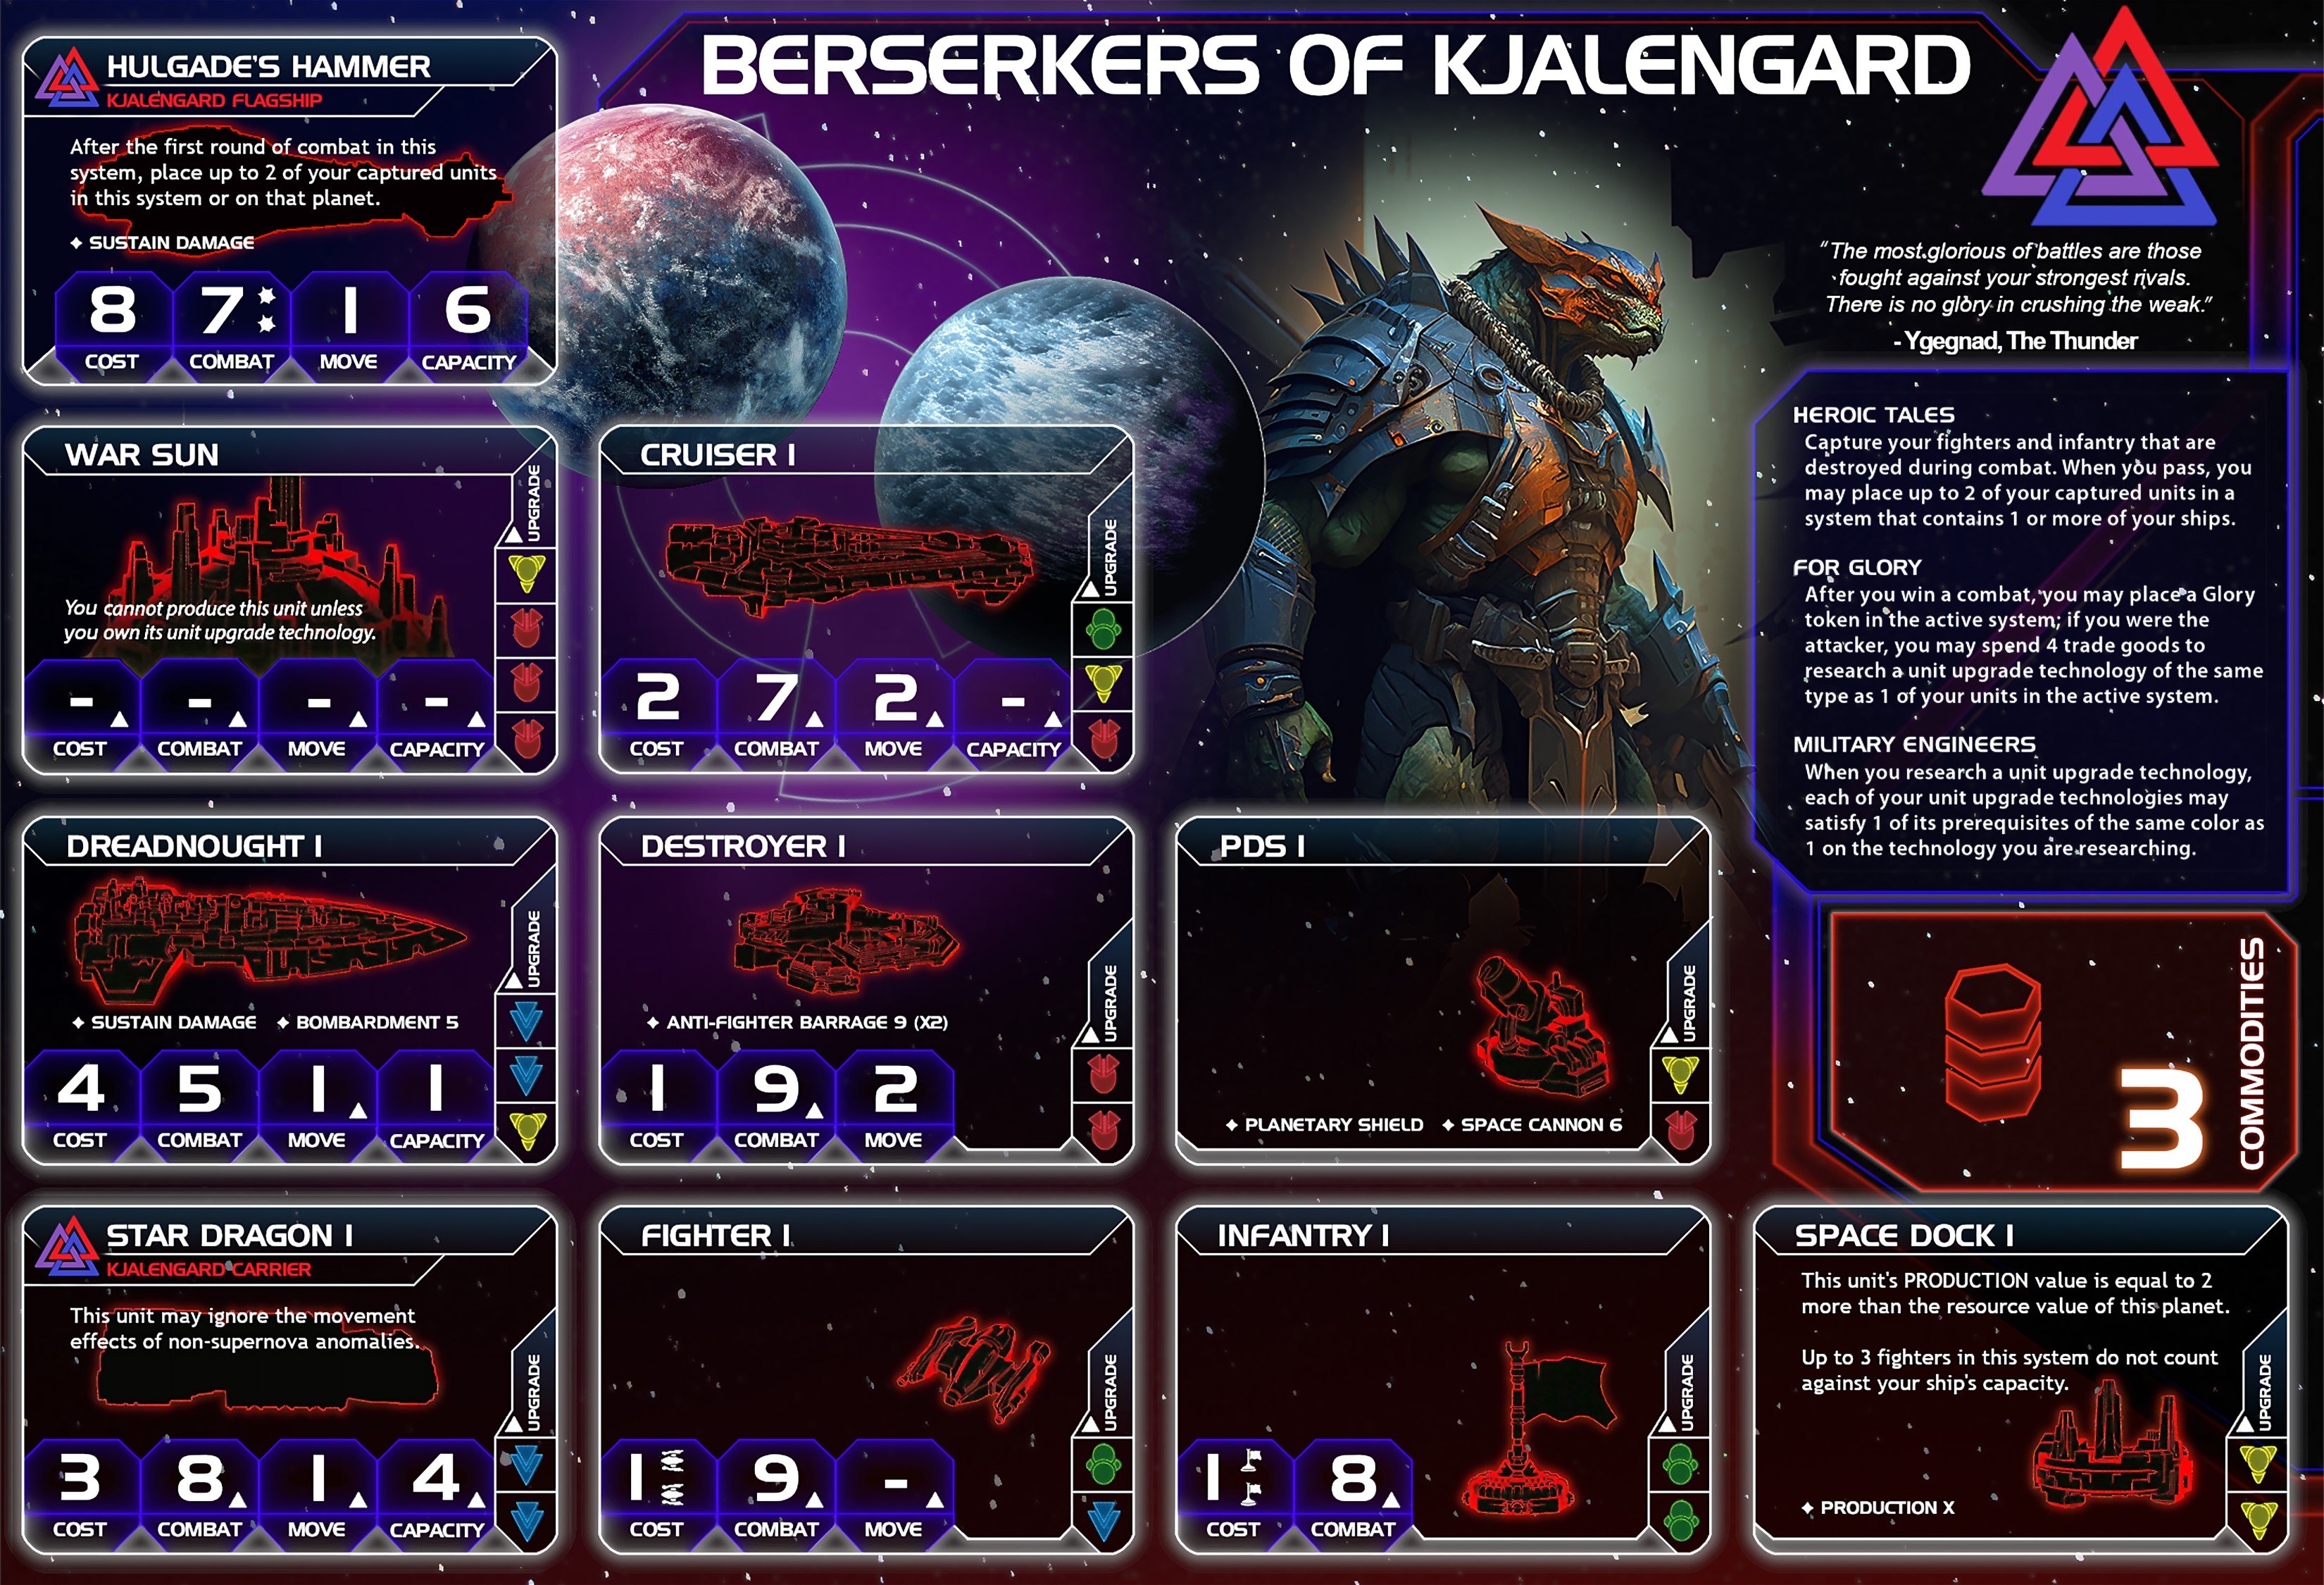 BERSERKERS OF KJALENGARD
HULGADE'S HAMMER
KJALENGARD FLAGSHIP
After the first round of combat in this
system, place up to 2 of your captured units
in this system or on that planet.
SUSTAIN DAMAGE
8 7 1 6
COST COMBAT MOVE CAPACITY
"The most glorious of battles are those
fought against your strongest rivals.
There is no glory in crushing the weak."
- Ygegnad, The Thunder
HEROIC TALES
Capture your fighters and infantry that are
destroyed during combat. When you pass, you
may place up to 2 of your captured units in a
system that contains 1 or more of your ships.
FOR GLORY
After you win a combat, you may place a Glory
token in the active system; if you were the
attacker, you may spend 4 trade goods to
research a unit upgrade technology of the same
type as 1 of your units in the active system.
MILITARY ENGINEERS
When you research a unit upgrade technology,
each of your unit upgrade technologies may
satisfy 1 of its prerequisites of the same color as
1 on the technology you are researching.
WAR SUN
UPGRADE
You cannot produce this unit unless
you own its unit upgrade technology.
- - - -
COST COMBAT MOVE CAPACITY
CRUISER I
UPGRADE
2 7 2 -
COST COMBAT MOVE CAPACITY
DREADNOUGHT I
UPGRADE
SUSTAIN DAMAGE BOMBARDMENT 5
4 5 1 1
COST COMBAT MOVE CAPACITY
DESTROYER I
UPGRADE
ANTI-FIGHTER BARRAGE 9 (X2)
1 9 2
COST COMBAT MOVE
PDS I
UPGRADE
PLANETARY SHIELD SPACE CANNON 6
3
COMMODITIES
STAR DRAGON I
KJALENGARD CARRIER
This unit may ignore the movement
effects of non-supernova anomalies.
UPGRADE
3 8 1 4
COST COMBAT MOVE CAPACITY
FIGHTER I
UPGRADE
1 9 -
COST COMBAT MOVE
INFANTRY I
UPGRADE
1 8
COST COMBAT
SPACE DOCK I
This unit's PRODUCTION value is equal to 2
more than the resource value of this planet.
Up to 3 fighters in this system do not count
against your ship's capacity.
UPGRADE
PRODUCTION X